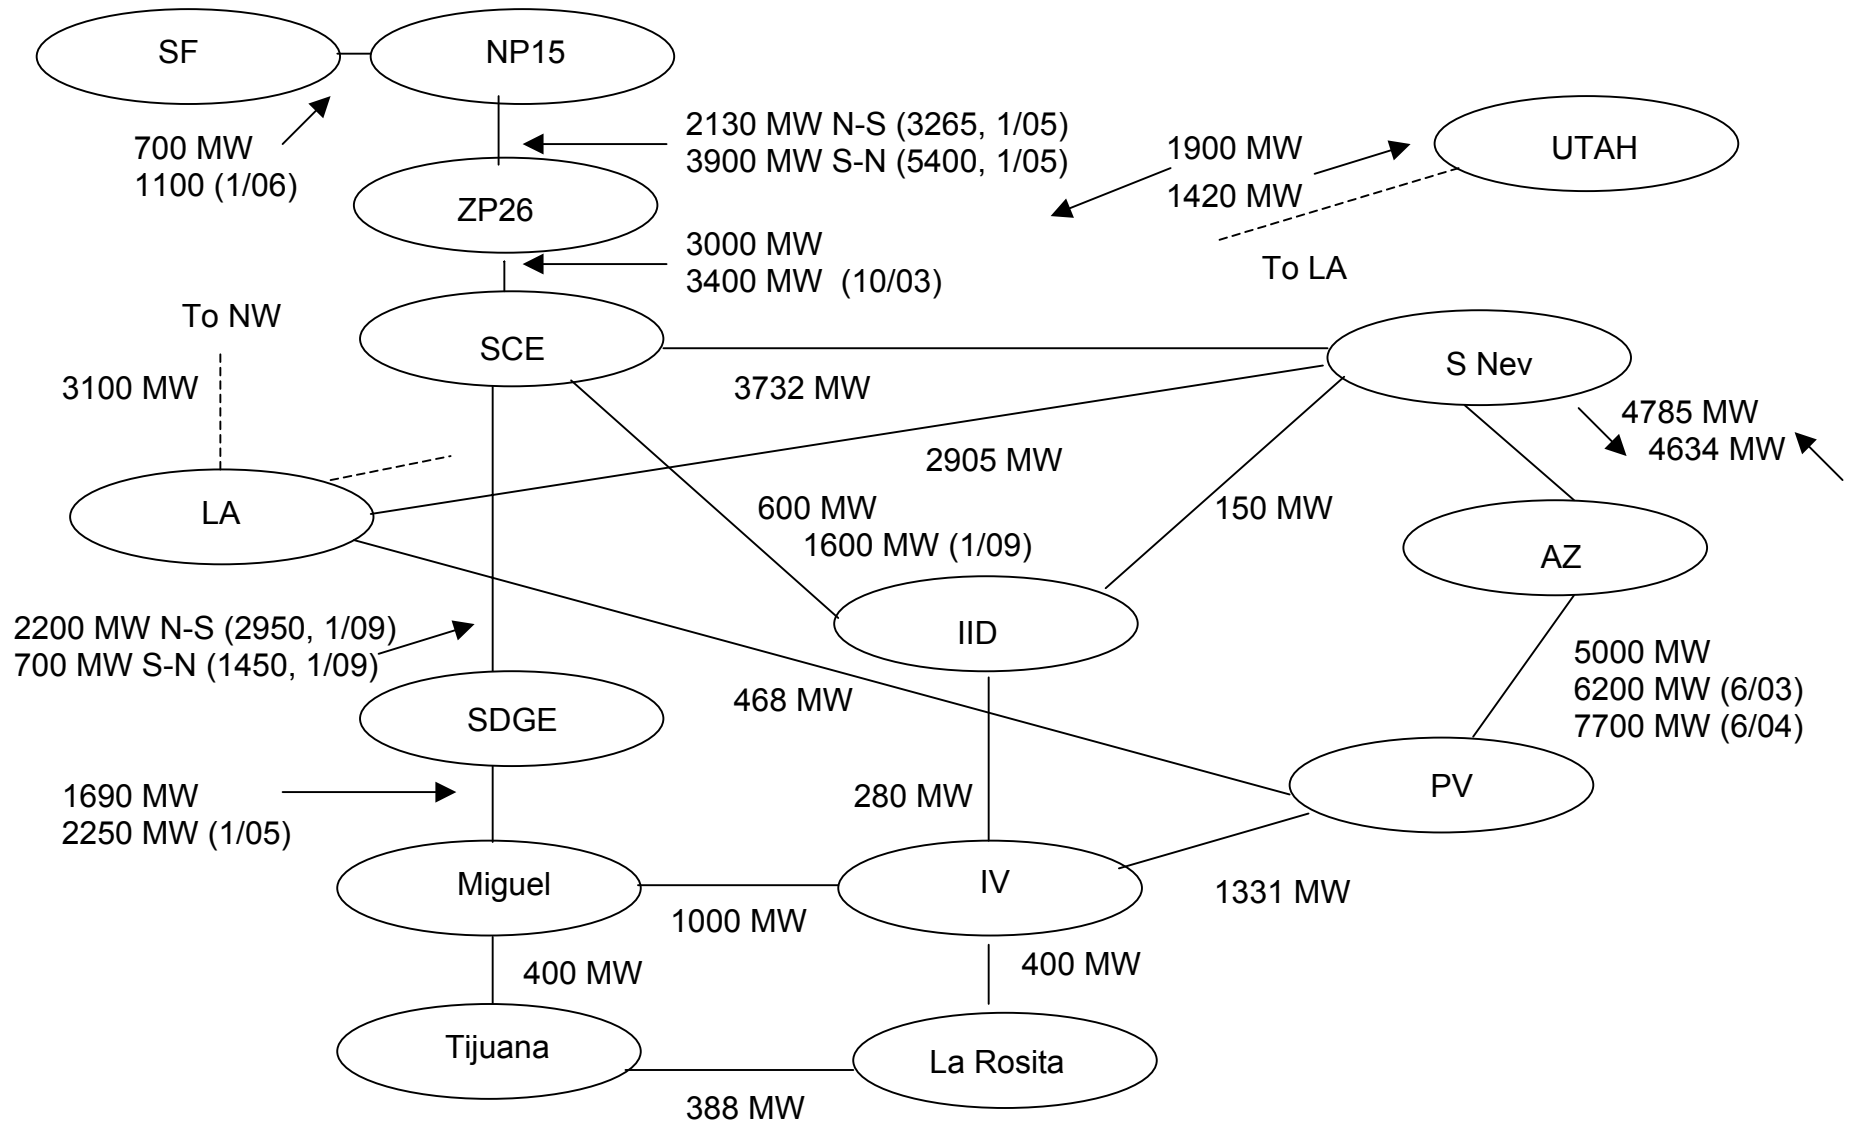 SF
NP15
700 MW
1100 (1/06)
2130 MW N-S (3265, 1/05)
3900 MW S-N (5400, 1/05)
1900 MW
1420 MW
UTAH
To LA
ZP26
3000 MW
3400 MW (10/03)
To NW
3100 MW
SCE
3732 MW
S Nev
4785 MW
4634 MW
2905 MW
LA
600 MW
1600 MW (1/09)
150 MW
AZ
2200 MW N-S (2950, 1/09)
700 MW S-N (1450, 1/09)
IID
5000 MW
6200 MW (6/03)
7700 MW (6/04)
468 MW
SDGE
1690 MW
2250 MW (1/05)
280 MW
PV
Miguel
IV
1331 MW
1000 MW
400 MW
400 MW
Tijuana
La Rosita
388 MW